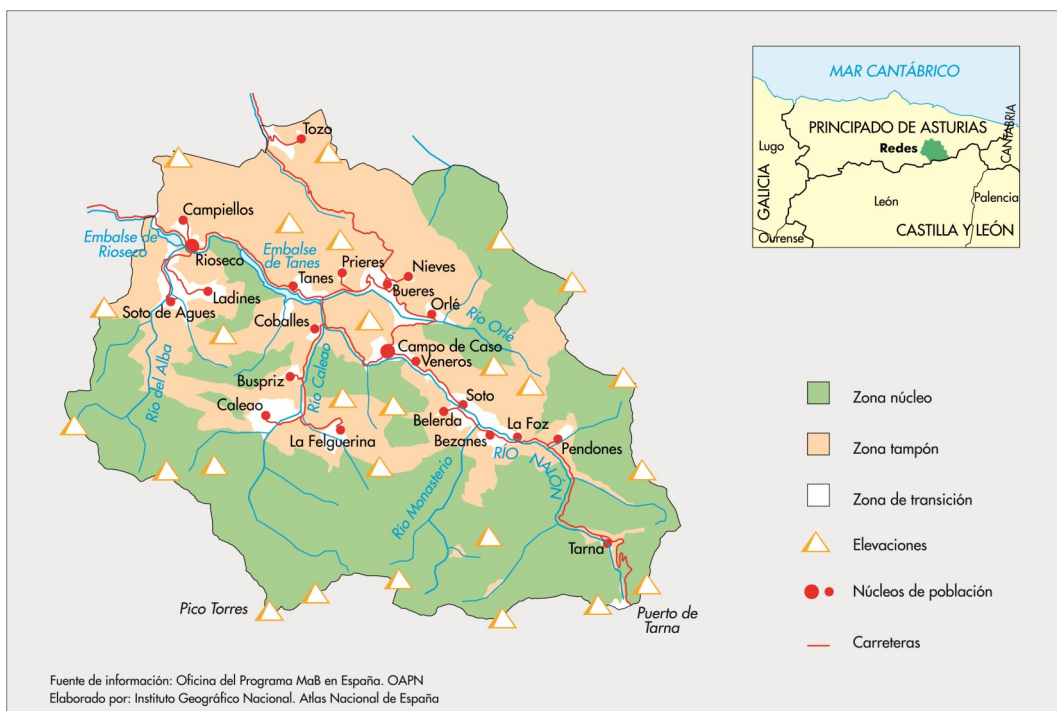 MAR CANTÁBRICO
PRINCIPADO DE ASTURIAS
CANTABRIA
Lugo
Redes
GALICIA
León
Palencia
CASTILLA Y LEÓN
Ourense
Tozo
Campiellos
Embalse de
Rioseco
Rioseco
Embalse
de Tanes
Prieres
Nieves
Tanes
Bueres
Ladines
Orlé
Soto de Agues
Coballes
Río Orlé
Campo de Caso
Veneros
Río del Alba
Río Caleao
Buspriz
Caleao
Soto
Belerda
La Foz
La Felguerina
Bezanes
RÍO
NALÓN
Pendones
Río Monasterio
Tarna
Pico Torres
Puerto de
Tarna
Zona núcleo
Zona tampón
Zona de transición
Elevaciones
Núcleos de población
Carreteras
Fuente de información: Oficina del Programa MaB en España. OAPN
Elaborado por: Instituto Geográfico Nacional. Atlas Nacional de España